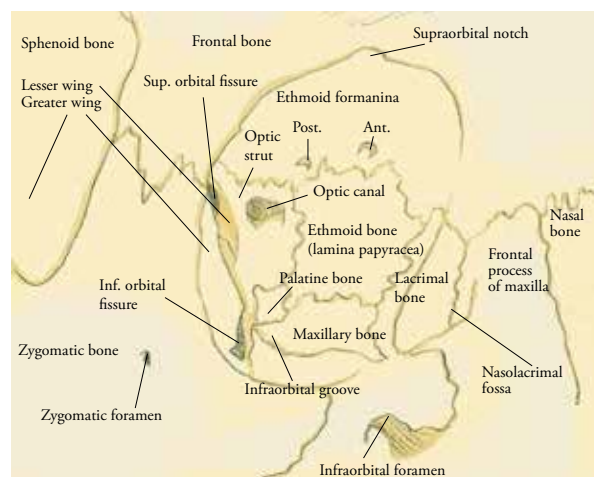 Sphenoid bone
Frontal bone
Supraorbital notch
Lesser wing
Greater wing
Sup. orbital fissure
Ethmoid formanina
Optic
strut
Post.
Ant.
Optic canal
Nasal
bone
Ethmoid bone
(lamina papyracea)
Frontal
process
of maxilla
Palatine bone
Lacrimal
bone
Inf. orbital
fissure
Maxillary bone
Zygomatic bone
Nasolacrimal
fossa
Infraorbital groove
Zygomatic foramen
Infraorbital foramen